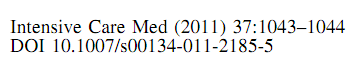 Intensive Care Med (2011) 37:1043–1044
DOI 10.1007/s00134-011-2185-5